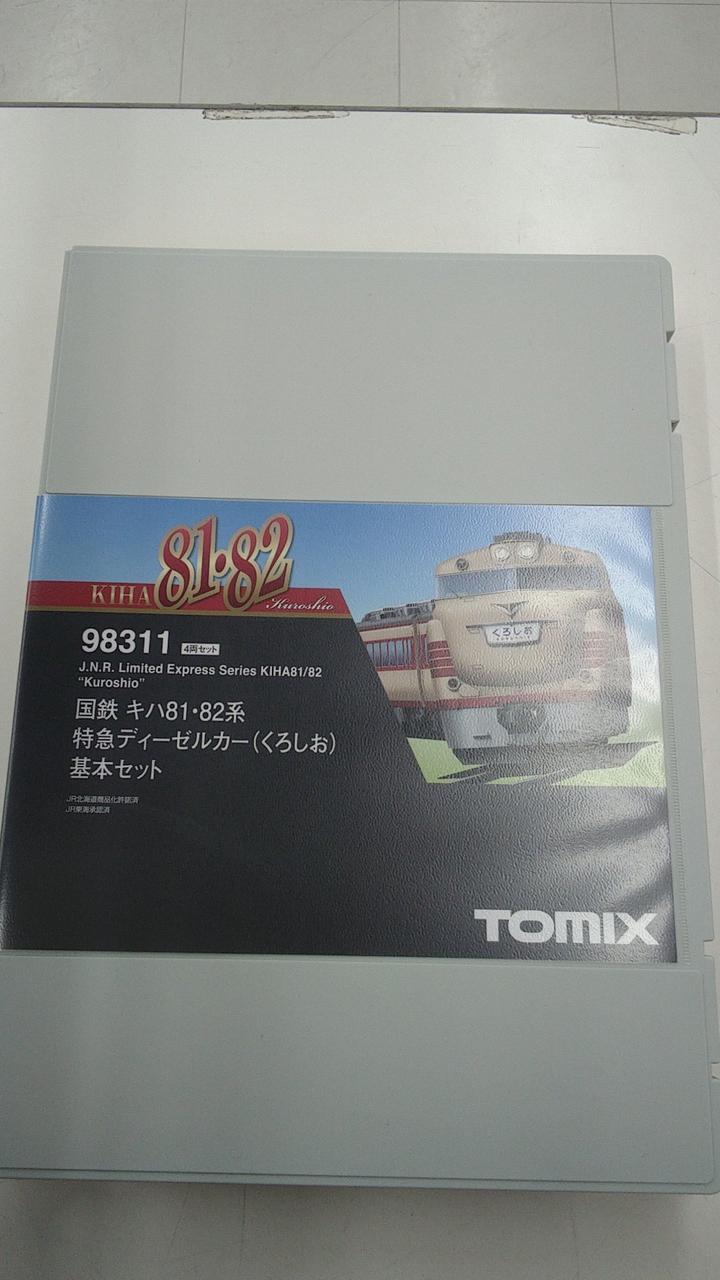 KIHA 81・82
Kuroshio
くろしお
98311 4両セット
J.N.R. Limited Express Series KIHA81/82
“Kuroshio”
国鉄 キハ81・82系
特急ディーゼルカー(くろしお)
基本セット
JR北海道商品化許諾済
JR東海承認済
TOMIX